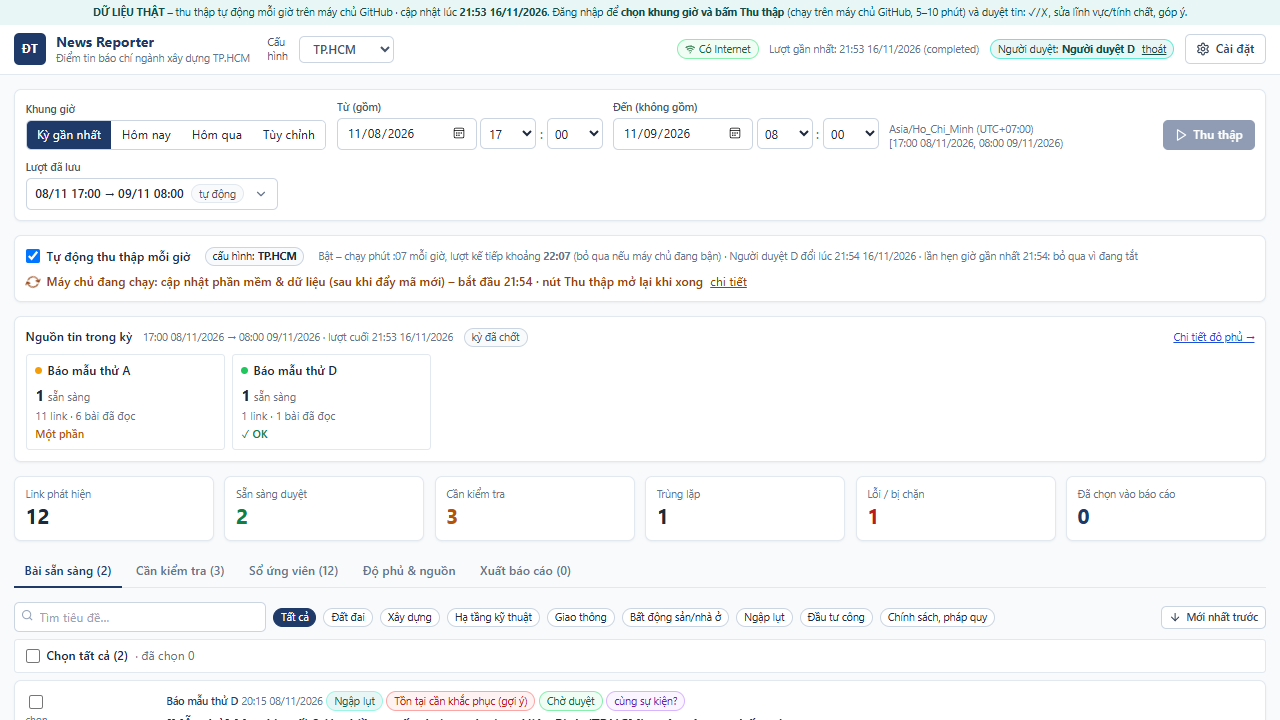 DỮ LIỆU THẬT – thu thập tự động mỗi giờ trên máy chủ GitHub · cập nhật lúc 21:53 16/11/2026. Đăng nhập để chọn khung giờ và bấm Thu thập (chạy trên máy chủ GitHub, 5–10 phút) và duyệt tin: ✓/X, sửa lĩnh vực/tính chất, góp ý.
ĐT
News Reporter
Điểm tin báo chí ngành xây dựng TP.HCM
Cấu hình
TP.HCM
Có Internet
Lượt gần nhất: 21:53 16/11/2026 (completed)
Người duyệt: Người duyệt D thoát
Cài đặt
Khung giờ
Kỳ gần nhất
Hôm nay
Hôm qua
Tùy chỉnh
Từ (gồm)
11/08/2026
17 : 00
Đến (không gồm)
11/09/2026
08 : 00
Asia/Ho_Chi_Minh (UTC+07:00)
[17:00 08/11/2026, 08:00 09/11/2026)
Thu thập
Lượt đã lưu
08/11 17:00 → 09/11 08:00 tự động
Tự động thu thập mỗi giờ
cấu hình: TP.HCM
Bật – chạy phút :07 mỗi giờ, lượt kế tiếp khoảng 22:07 (bỏ qua nếu máy chủ đang bận) · Người duyệt D đổi lúc 21:54 16/11/2026 · lần hẹn giờ gần nhất 21:54: bỏ qua vì đang tắt
Máy chủ đang chạy: cập nhật phần mềm & dữ liệu (sau khi đẩy mã mới) – bắt đầu 21:54 · nút Thu thập mở lại khi xong chi tiết
Nguồn tin trong kỳ
17:00 08/11/2026 → 08:00 09/11/2026 · lượt cuối 21:53 16/11/2026
kỳ đã chốt
Chi tiết độ phủ →
Báo mẫu thử A
1 sẵn sàng
11 link · 6 bài đã đọc
Một phần
Báo mẫu thử D
1 sẵn sàng
1 link · 1 bài đã đọc
✓ OK
Link phát hiện
12
Sẵn sàng duyệt
2
Cần kiểm tra
3
Trùng lặp
1
Lỗi / bị chặn
1
Đã chọn vào báo cáo
0
Bài sẵn sàng (2)
Cần kiểm tra (3)
Sổ ứng viên (12)
Độ phủ & nguồn
Xuất báo cáo (0)
Tìm tiêu đề...
Tất cả
Đất đai
Xây dựng
Hạ tầng kỹ thuật
Giao thông
Bất động sản/nhà ở
Ngập lụt
Đầu tư công
Chính sách, pháp quy
Mới nhất trước
Chọn tất cả (2) · đã chọn 0
Báo mẫu thử D 20:15 08/11/2026 Ngập lụt Tồn tại cần khắc phục (gợi ý) Chờ duyệt cùng sự kiện?